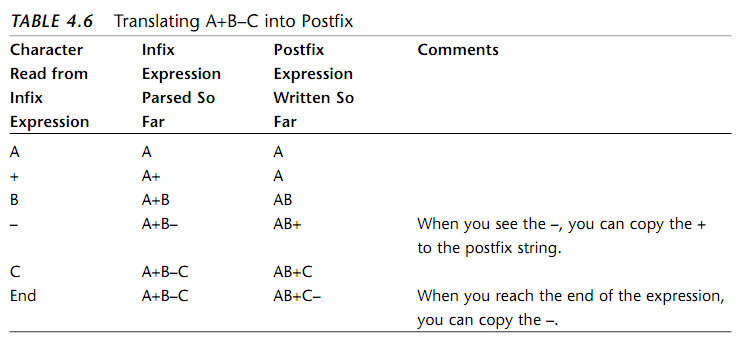 TABLE 4.6 Translating A+B–C into Postfix
Character Infix Postfix Comments
Read from Expression Expression
Infix Parsed So Written So
Expression Far Far
A A A
+ A+ A
B A+B AB
– A+B– AB+ When you see the –, you can copy the +
to the postfix string.
C A+B–C AB+C
End A+B–C AB+C– When you reach the end of the expression,
you can copy the –.